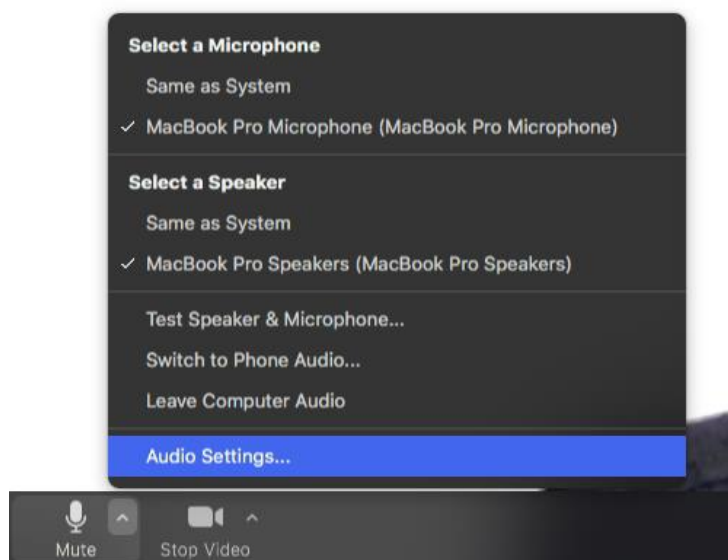 Select a Microphone
Same as System
MacBook Pro Microphone (MacBook Pro Microphone)
Select a Speaker
Same as System
MacBook Pro Speakers (MacBook Pro Speakers)
Test Speaker & Microphone...
Switch to Phone Audio...
Leave Computer Audio
Audio Settings...
Mute
Stop Video